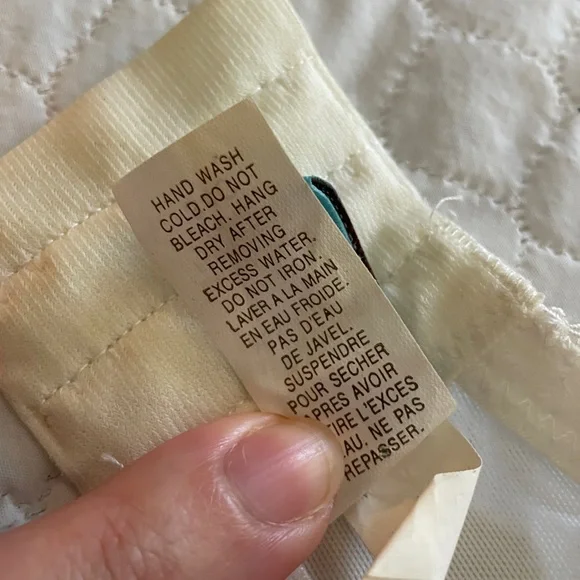 HAND WASH
COLD DO NOT
BLEACH. HANG
DRY AFTER
REMOVING
EXCESS WATER.
DO NOT IRON.
LAVER A LA MAIN
EN EAU FROIDE.
PAS D'EAU
DE JAVEL.
SUSPENDRE
POUR SECHER
APRES AVOIR
L'EXCES
NE PAS
REPASSER.